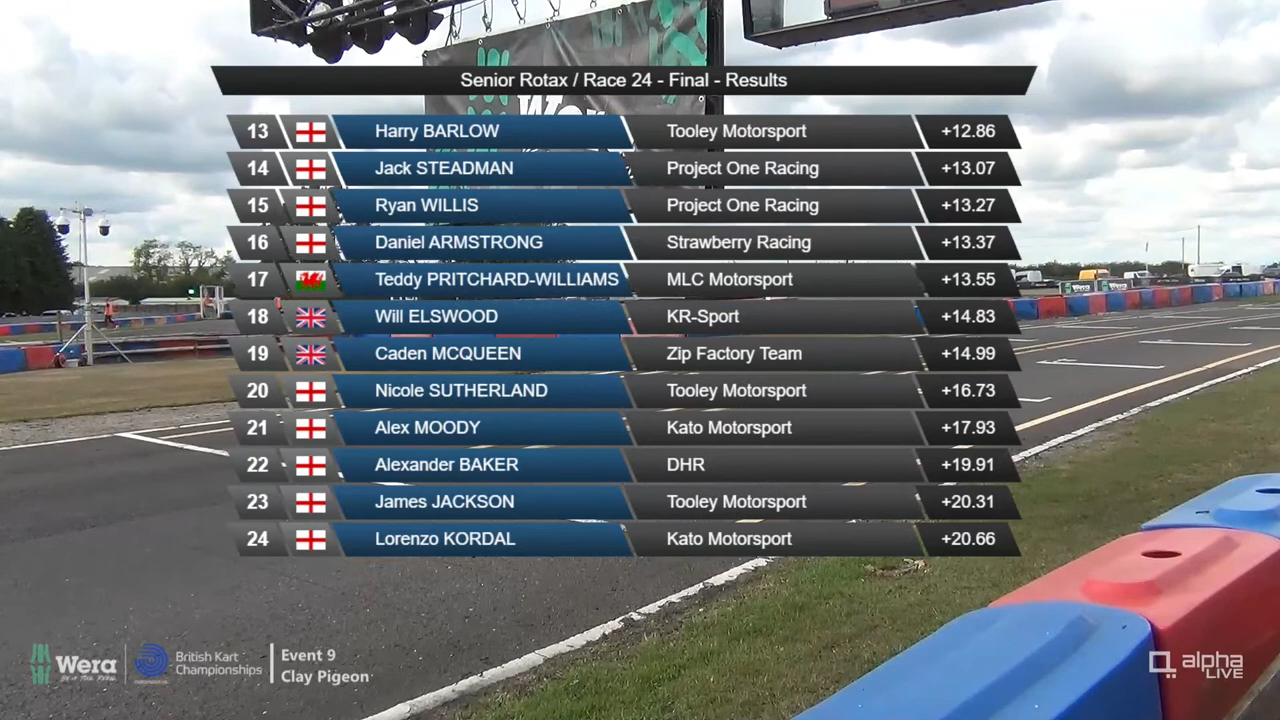 Senior Rotax / Race 24 - Final - Results
13 Harry BARLOW Tooley Motorsport +12.86
14 Jack STEADMAN Project One Racing +13.07
15 Ryan WILLIS Project One Racing +13.27
16 Daniel ARMSTRONG Strawberry Racing +13.37
17 Teddy PRITCHARD-WILLIAMS MLC Motorsport +13.55
18 Will ELSWOOD KR-Sport +14.83
19 Caden MCQUEEN Zip Factory Team +14.99
20 Nicole SUTHERLAND Tooley Motorsport +16.73
21 Alex MOODY Kato Motorsport +17.93
22 Alexander BAKER DHR +19.91
23 James JACKSON Tooley Motorsport +20.31
24 Lorenzo KORDAL Kato Motorsport +20.66
Wera
British Kart
Championships
Event 9
Clay Pigeon
alpha
LIVE